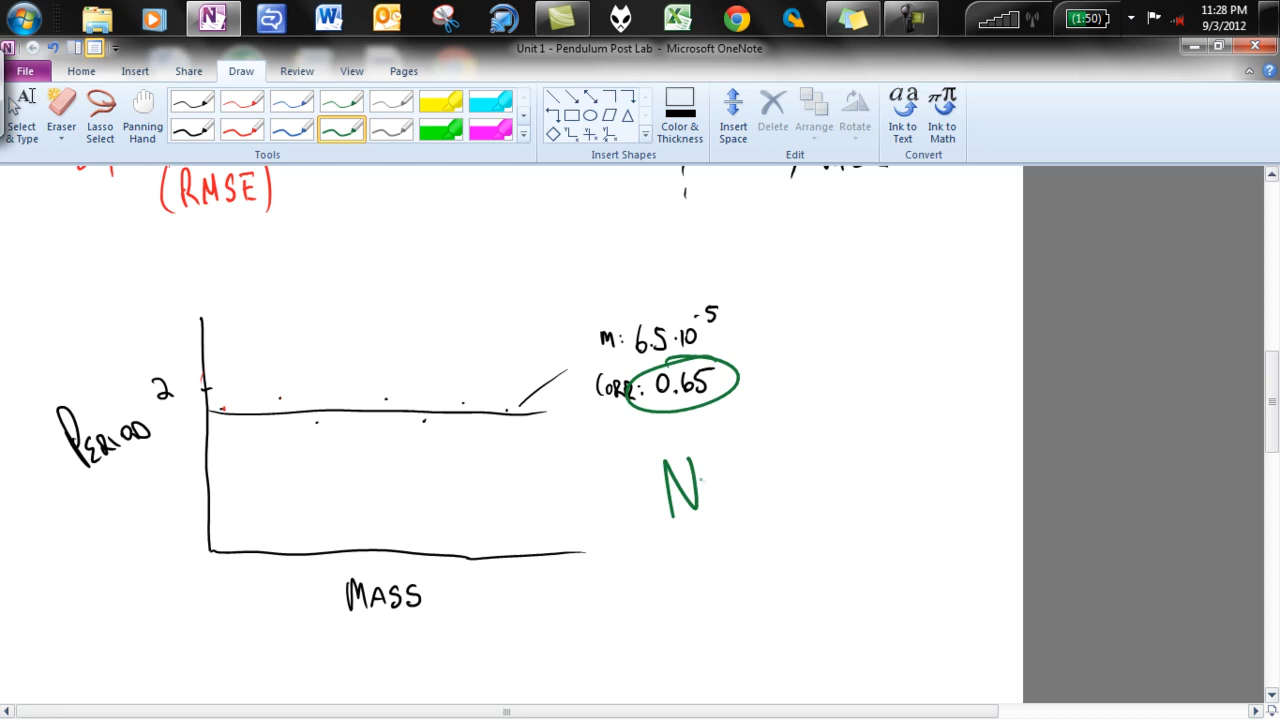 11:28 PM
(1:50)
9/3/2012
Unit 1 - Pendulum Post Lab - Microsoft OneNote
File Home Insert Share Draw Review View Pages
Select & Type
Eraser
Lasso Select
Panning Hand
Color & Thickness
Insert Space
Delete
Arrange
Rotate
Ink to Text
Ink to Math
Tools
Insert Shapes
Edit
Convert
(RMSE)
m: 6.5·10^-5
2
CORR: 0.65
PERIOD
N
MASS